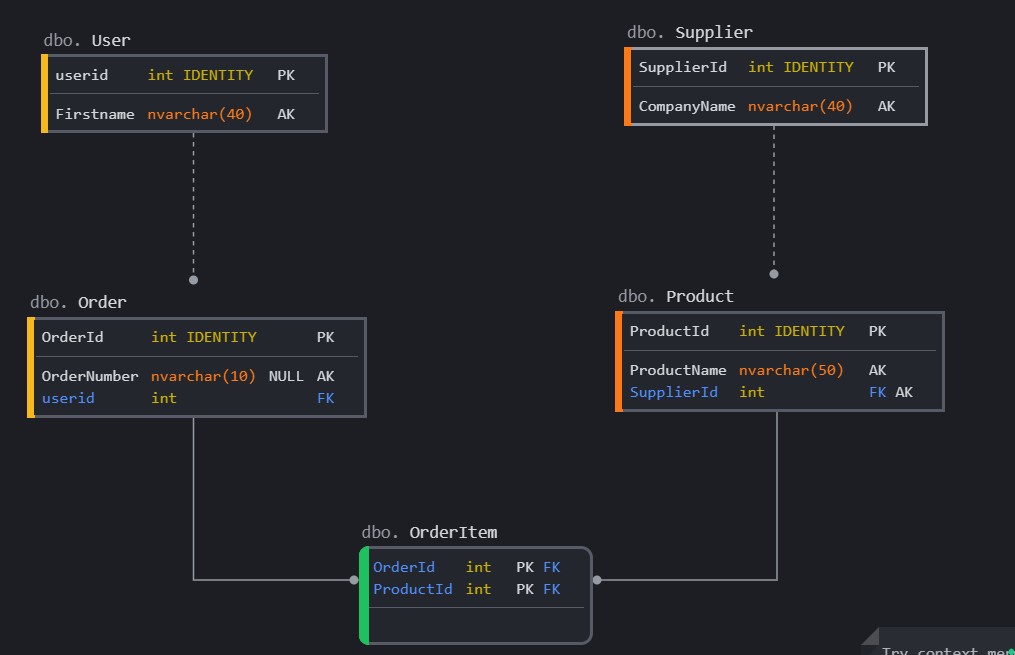 dbo. User
userid int IDENTITY PK
Firstname nvarchar(40) AK
dbo. Supplier
SupplierId int IDENTITY PK
CompanyName nvarchar(40) AK
dbo. Order
OrderId int IDENTITY PK
OrderNumber nvarchar(10) NULL AK
userid int FK
dbo. Product
ProductId int IDENTITY PK
ProductName nvarchar(50) AK
SupplierId int FK AK
dbo. OrderItem
OrderId int PK FK
ProductId int PK FK
Try context